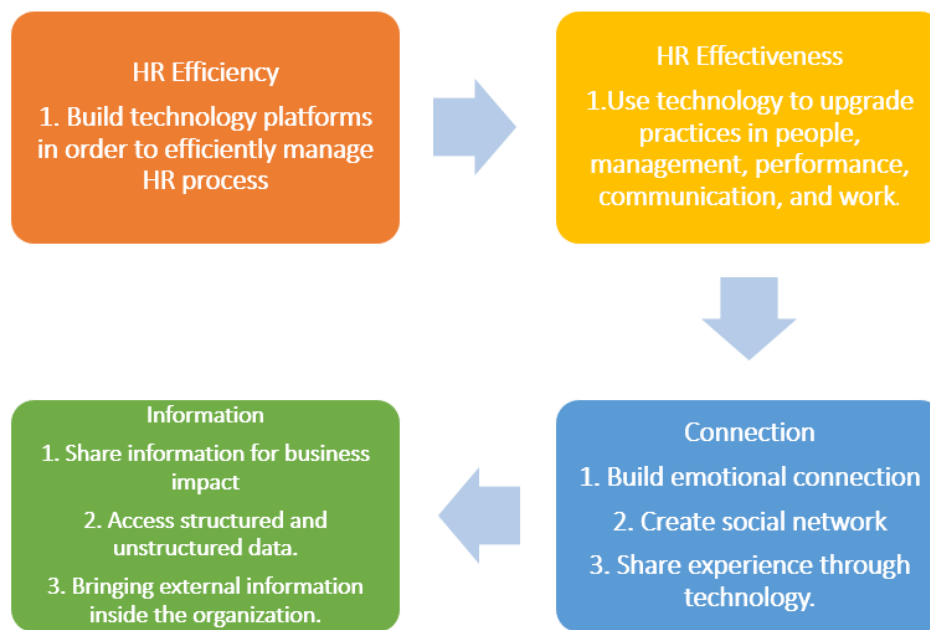 HR Efficiency
1. Build technology platforms
in order to efficiently manage
HR process
HR Effectiveness
1.Use technology to upgrade
practices in people,
management, performance,
communication, and work.
Connection
1. Build emotional connection
2. Create social network
3. Share experience through
technology.
Information
1. Share information for business
impact
2. Access structured and
unstructured data.
3. Bringing external information
inside the organization.